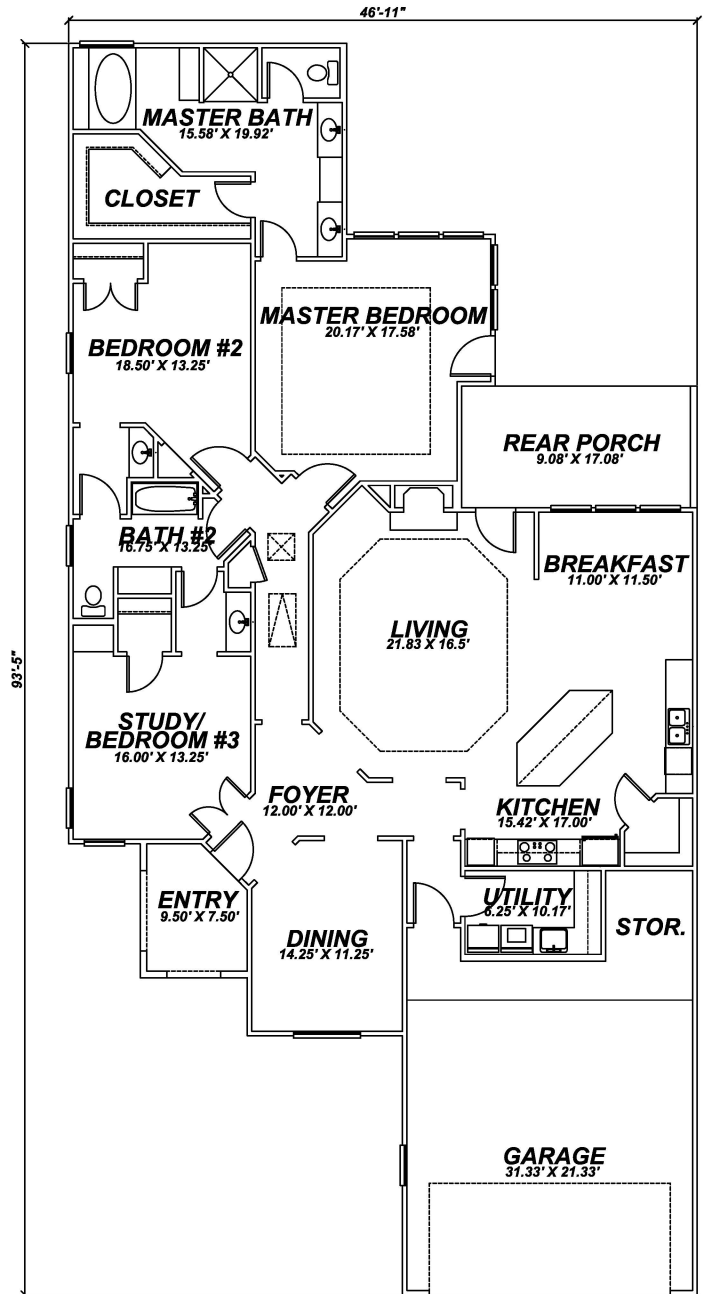 46'-11"
MASTER BATH
15.58' X 19.92'
CLOSET
MASTER BEDROOM
20.17' X 17.58'
BEDROOM #2
18.50' X 13.25'
REAR PORCH
9.08' X 17.08'
BATH #2
16.75' X 13.25'
BREAKFAST
11.00' X 11.50'
LIVING
21.83 X 16.5'
93'-5"
STUDY/
BEDROOM #3
16.00' X 13.25'
FOYER
12.00' X 12.00'
KITCHEN
15.42' X 17.00'
ENTRY
9.50' X 7.50'
UTILITY
6.25' X 10.17'
STOR.
DINING
14.25' X 11.25'
GARAGE
31.33' X 21.33'